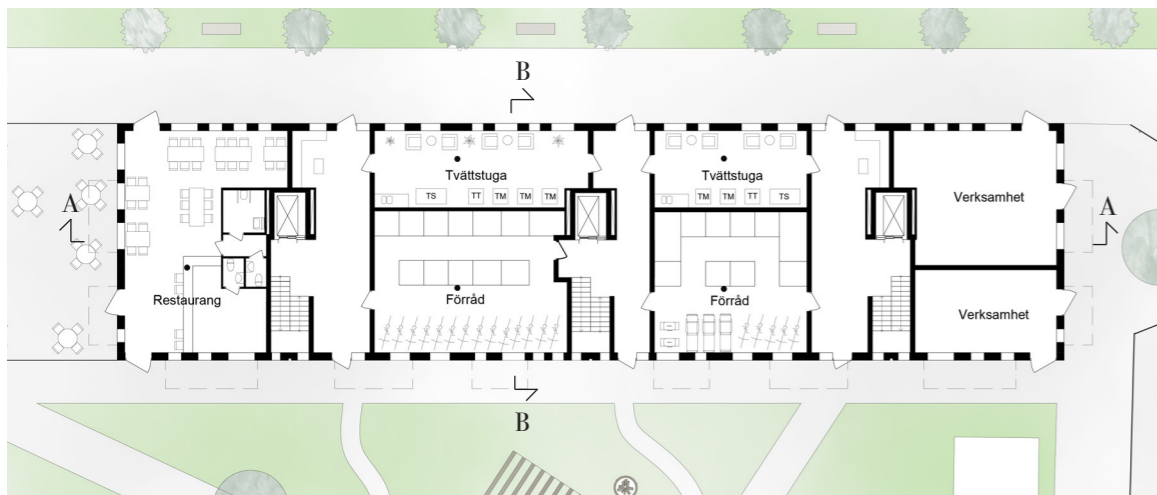 B
Tvättstuga
Tvättstuga
TS
TT
TM
TM
TM
TM
TM
TT
TS
Verksamhet
A
A
Restaurang
Förråd
Förråd
Verksamhet
B